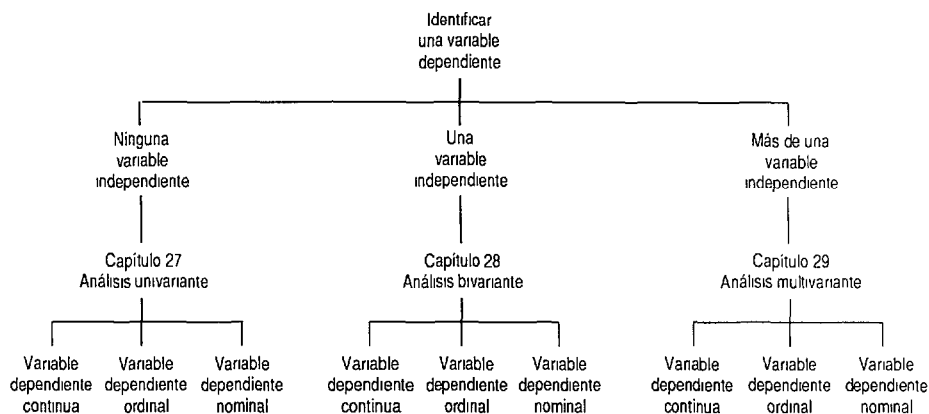 Identificar
una variable
dependiente
Ninguna
variable
independiente
Una
variable
independiente
Más de una
variable
independiente
Capítulo 27
Análisis univariante
Capítulo 28
Análisis bivariante
Capítulo 29
Análisis multivariante
Variable
dependiente
continua
Variable
dependiente
ordinal
Variable
dependiente
nominal
Variable
dependiente
continua
Variable
dependiente
ordinal
Variable
dependiente
nominal
Variable
dependiente
continua
Variable
dependiente
ordinal
Variable
dependiente
nominal